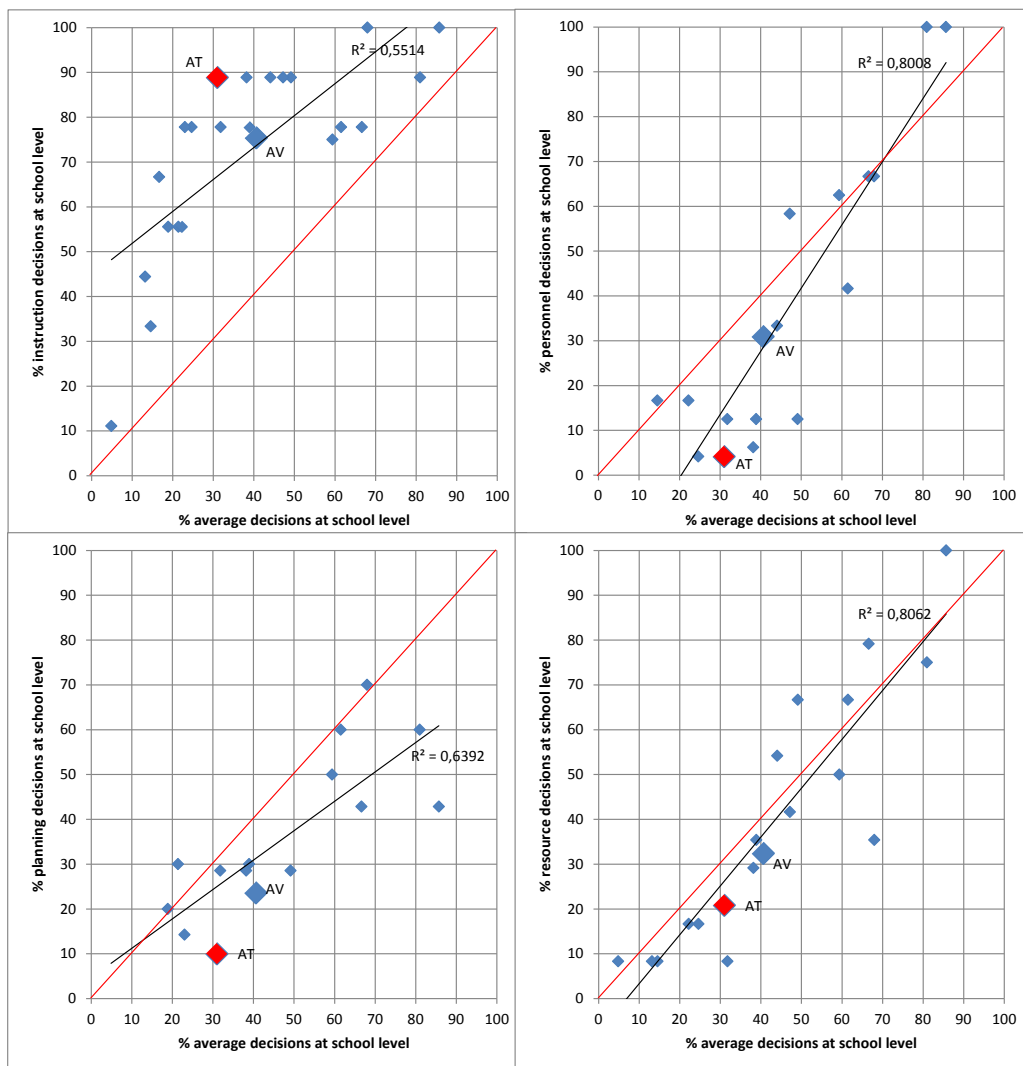 100
90
80
70
60
50
40
30
20
10
0
% instruction decisions at school level
R² = 0,5514
AT
AV
0 10 20 30 40 50 60 70 80 90 100
% average decisions at school level
100
90
80
70
60
50
40
30
20
10
0
% personnel decisions at school level
R² = 0,8008
AV
AT
0 10 20 30 40 50 60 70 80 90 100
% average decisions at school level
100
90
80
70
60
50
40
30
20
10
0
% planning decisions at school level
R² = 0,6392
AV
AT
0 10 20 30 40 50 60 70 80 90 100
% average decisions at school level
100
90
80
70
60
50
40
30
20
10
0
% resource decisions at school level
R² = 0,8062
AV
AT
0 10 20 30 40 50 60 70 80 90 100
% average decisions at school level